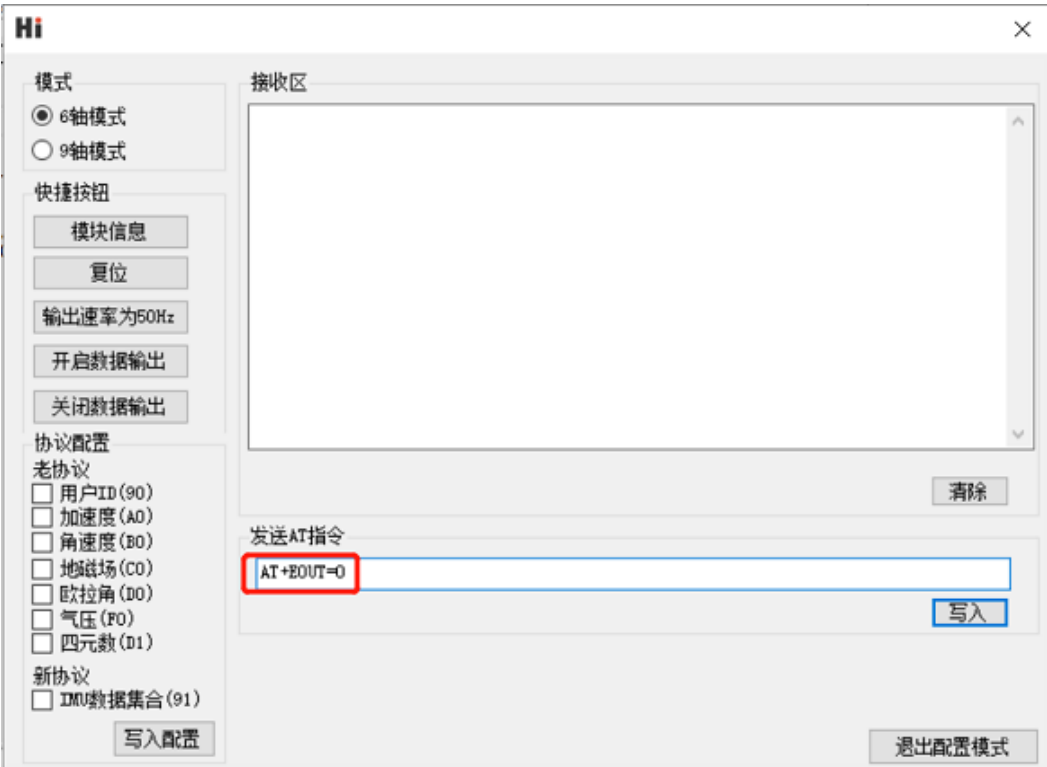 Hi
模式
6轴模式
9轴模式
快捷按钮
模块信息
复位
输出速率为50Hz
开启数据输出
关闭数据输出
协议配置
老协议
用户ID(90)
加速度(A0)
角速度(B0)
地磁场(C0)
欧拉角(D0)
气压(F0)
四元数(D1)
新协议
IMU数据集合(91)
写入配置
接收区
清除
发送AT指令
AT+EOUT=0
写入
退出配置模式